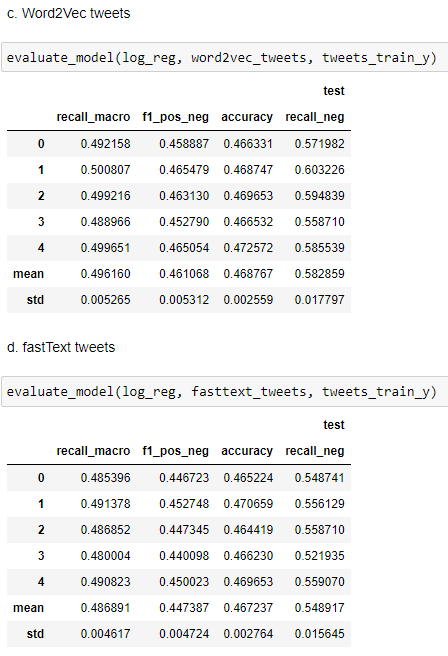 c. Word2Vec tweets
evaluate_model(log_reg, word2vec_tweets, tweets_train_y)
test
recall_macro f1_pos_neg accuracy recall_neg
0 0.492158 0.458887 0.466331 0.571982
1 0.500807 0.465479 0.468747 0.603226
2 0.499216 0.463130 0.469653 0.594839
3 0.488966 0.452790 0.466532 0.558710
4 0.499651 0.465054 0.472572 0.585539
mean 0.496160 0.461068 0.468767 0.582859
std 0.005265 0.005312 0.002559 0.017797
d. fastText tweets
evaluate_model(log_reg, fasttext_tweets, tweets_train_y)
test
recall_macro f1_pos_neg accuracy recall_neg
0 0.485396 0.446723 0.465224 0.548741
1 0.491378 0.452748 0.470659 0.556129
2 0.486852 0.447345 0.464419 0.558710
3 0.480004 0.440098 0.466230 0.521935
4 0.490823 0.450023 0.469653 0.559070
mean 0.486891 0.447387 0.467237 0.548917
std 0.004617 0.004724 0.002764 0.015645